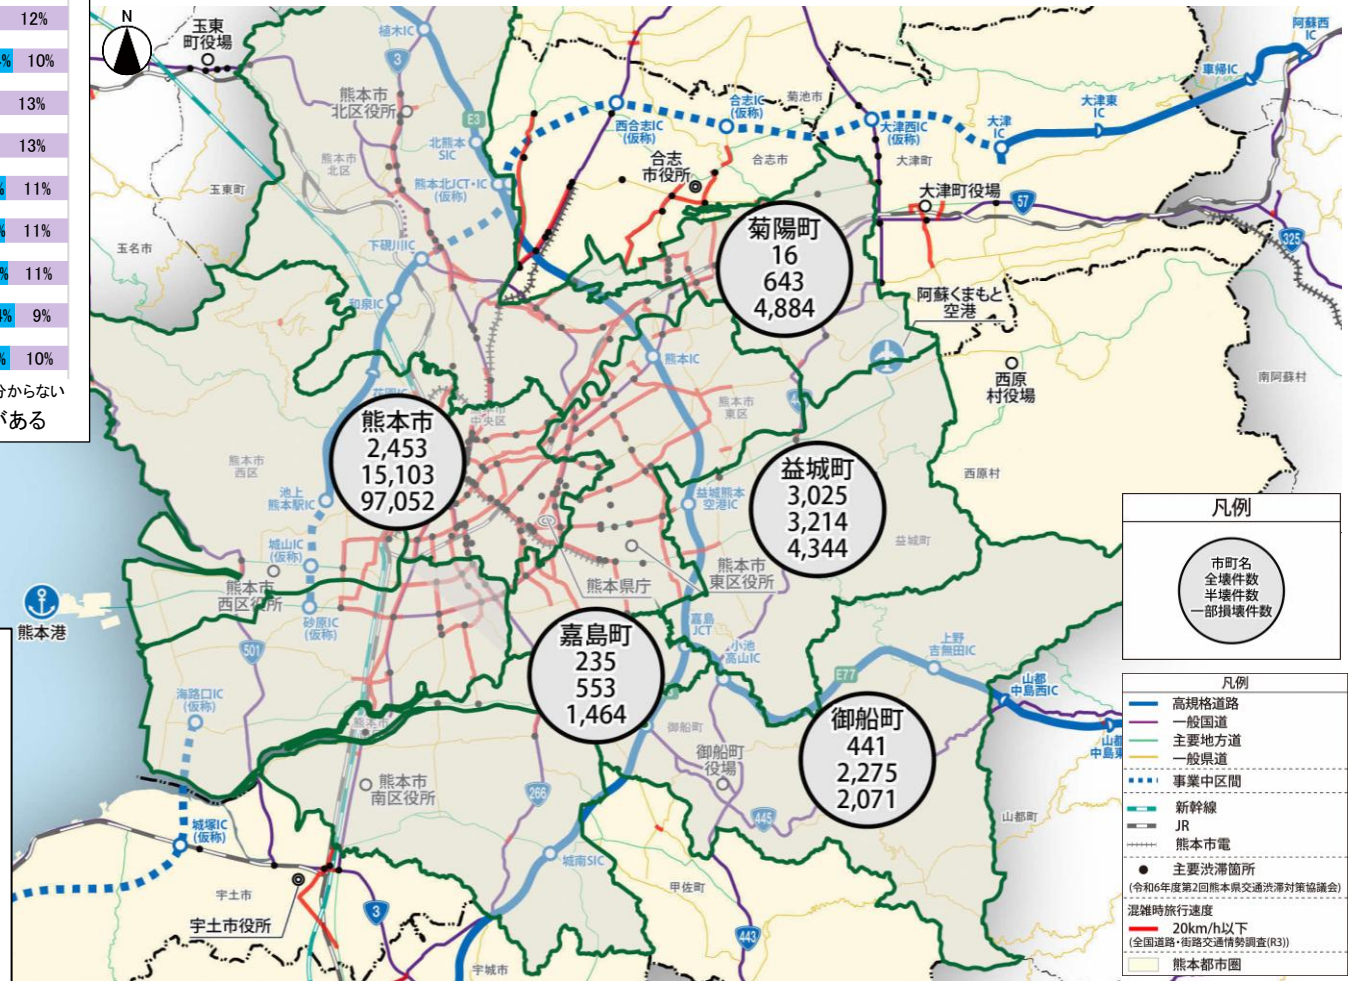 12%
10%
13%
13%
11%
11%
11%
9%
10%
分からない
がある
N
玉東
町役場
植木IC
3
熊本市
北区役所
E3
熊本市
北区
北熊本
SIC
熊本北JCT・IC
(仮称)
玉東町
玉名市
下硯川IC
和泉IC
西合志IC
(仮称)
合志IC
(仮称)
菊池市
合志
市役所
合志市
大津西IC
(仮称)
大津町
大津
IC
大津東
IC
車帰IC
阿蘇西
IC
大津町役場
57
325
菊陽町
16
643
4,884
阿蘇くまもと
空港
西原
村役場
南阿蘇村
西原村
熊本IC
熊本市
東区
熊本市
2,453
15,103
97,052
中央区
熊本市
西区
池上
熊本駅IC
城山IC
(仮称)
熊本市
西区役所
砂原IC
(仮称)
熊本港
501
海路口IC
(仮称)
益城熊本
空港IC
益城町
3,025
3,214
4,344
益城町
熊本県庁
熊本市
東区役所
嘉島町
235
553
1,464
嘉島
JCT
小池
高山IC
E77
上野
吉無田IC
山都
中島西IC
御船町
御船町
役場
御船町
441
2,275
2,071
445
山都町
熊本市
南区役所
266
城南SIC
城塚IC
(仮称)
宇土市
宇土市役所
3
甲佐町
443
宇城市
凡例
市町名
全壊件数
半壊件数
一部損壊件数
凡例
高規格道路
一般国道
主要地方道
一般県道
事業中区間
新幹線
JR
熊本市電
主要渋滞箇所
(令和6年度第2回熊本県交通渋滞対策協議会)
混雑時旅行速度
20km/h以下
(全国道路・街路交通情勢調査(R3))
熊本都市圏